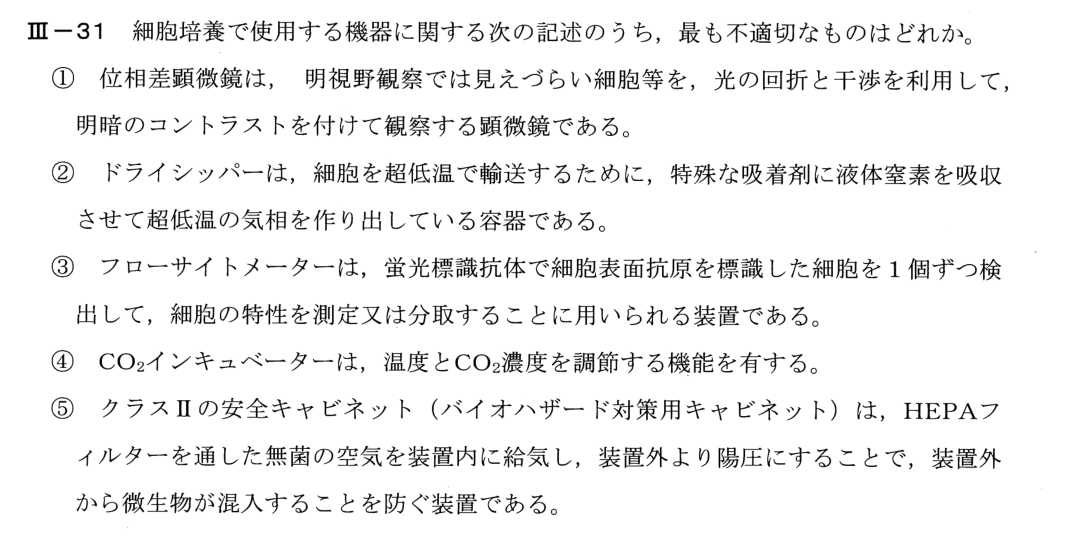 Ⅲ－31　細胞培養で使用する機器に関する次の記述のうち，最も不適切なものはどれか。
①　位相差顕微鏡は，　明視野観察では見えづらい細胞等を，光の回折と干渉を利用して，
明暗のコントラストを付けて観察する顕微鏡である。
②　ドライシッパーは，細胞を超低温で輸送するために，特殊な吸着剤に液体窒素を吸収
させて超低温の気相を作り出している容器である。
③　フローサイトメーターは，蛍光標識抗体で細胞表面抗原を標識した細胞を１個ずつ検
出して，細胞の特性を測定又は分取することに用いられる装置である。
④　CO₂インキュベーターは，温度とCO₂濃度を調節する機能を有する。
⑤　クラスⅡの安全キャビネット（バイオハザード対策用キャビネット）は，HEPAフ
ィルターを通した無菌の空気を装置内に給気し，装置外より陽圧にすることで，装置外
から微生物が混入することを防ぐ装置である。